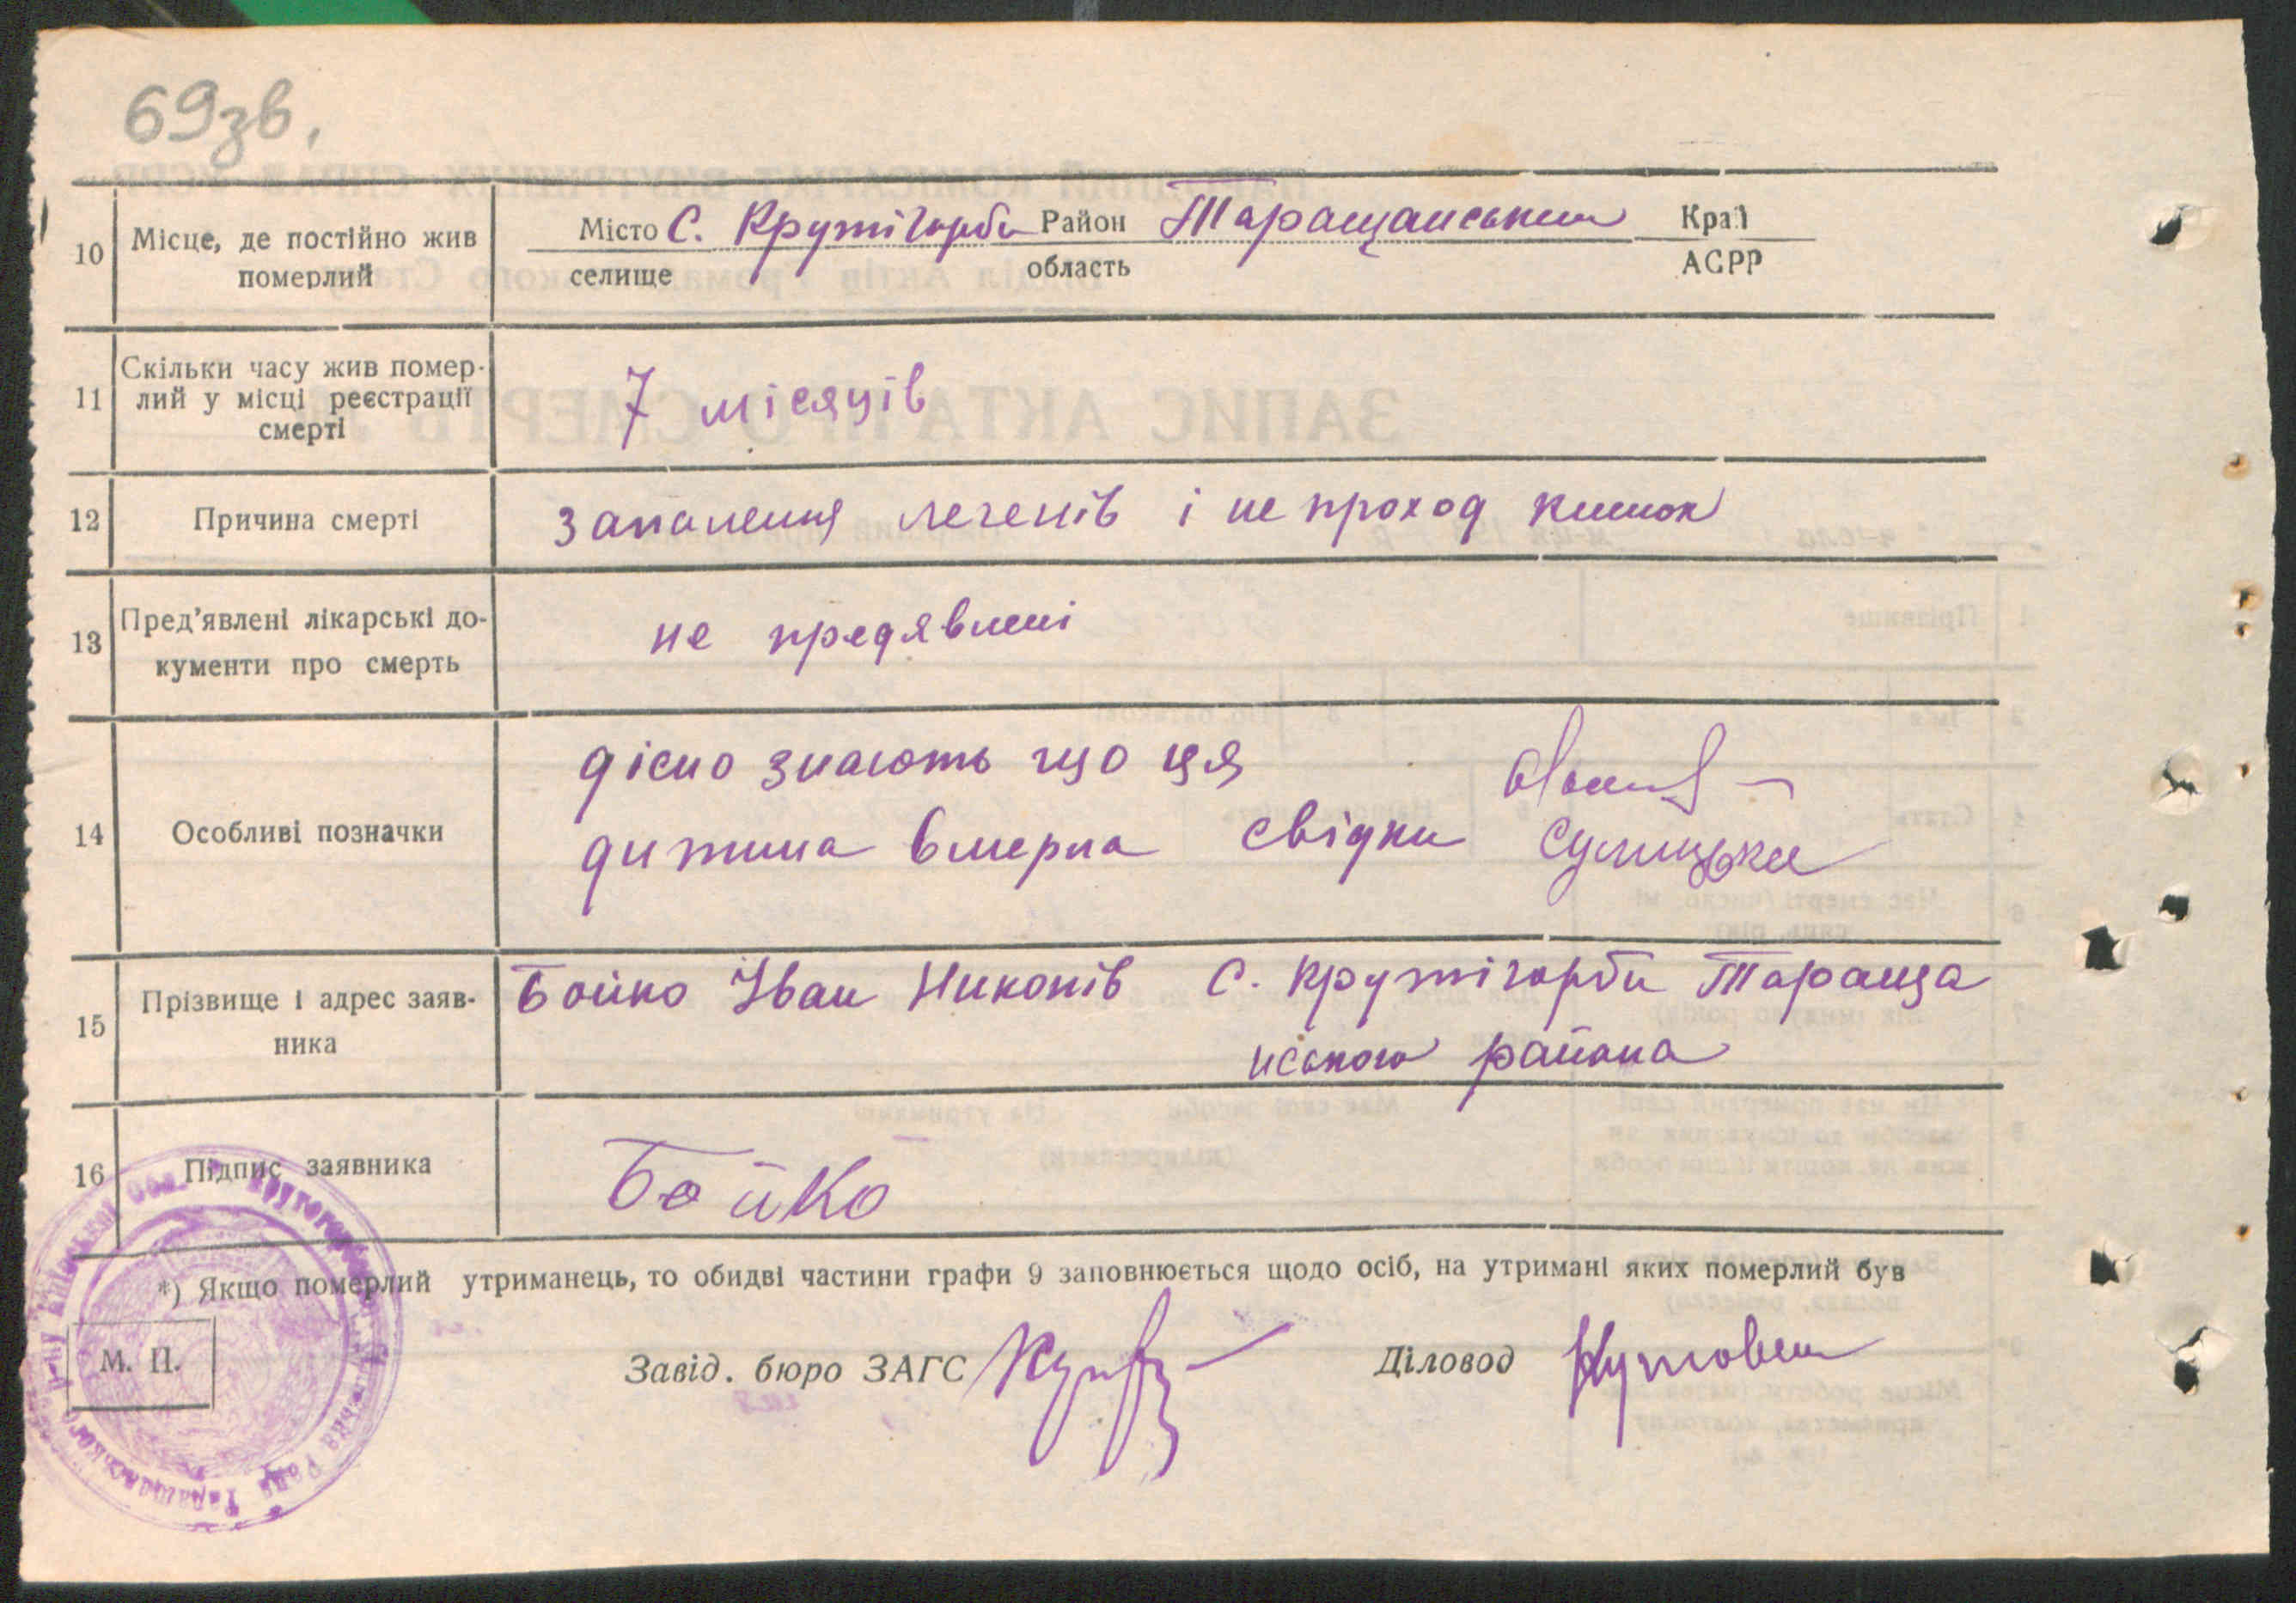 69зв.
10 Місце, де постійно жив померлий
Місто С. Крутігорби Район Таращанський Край
селище область АСРР
11 Скільки часу жив помер-
лий у місці реєстрації
смерті
7 місяців
12 Причина смерті запалення легенів і не проход кишок
13 Пред’явлені лікарські до-
кументи про смерть
не предявлені
14 Особливі позначки
дісно знають що ця
дитина вмерла свідки
15 Прізвище і адрес заяв-
ника
Бойко Іван Никонів С. Крутігорби Тараща
нського района
16 Підпис заявника
Бойко
*) Якщо померлий утриманець, то обидві частини графи 9 заповнюється щодо осіб, на утримані яких померлий був
М. П.
Завід. бюро ЗАГС Діловод